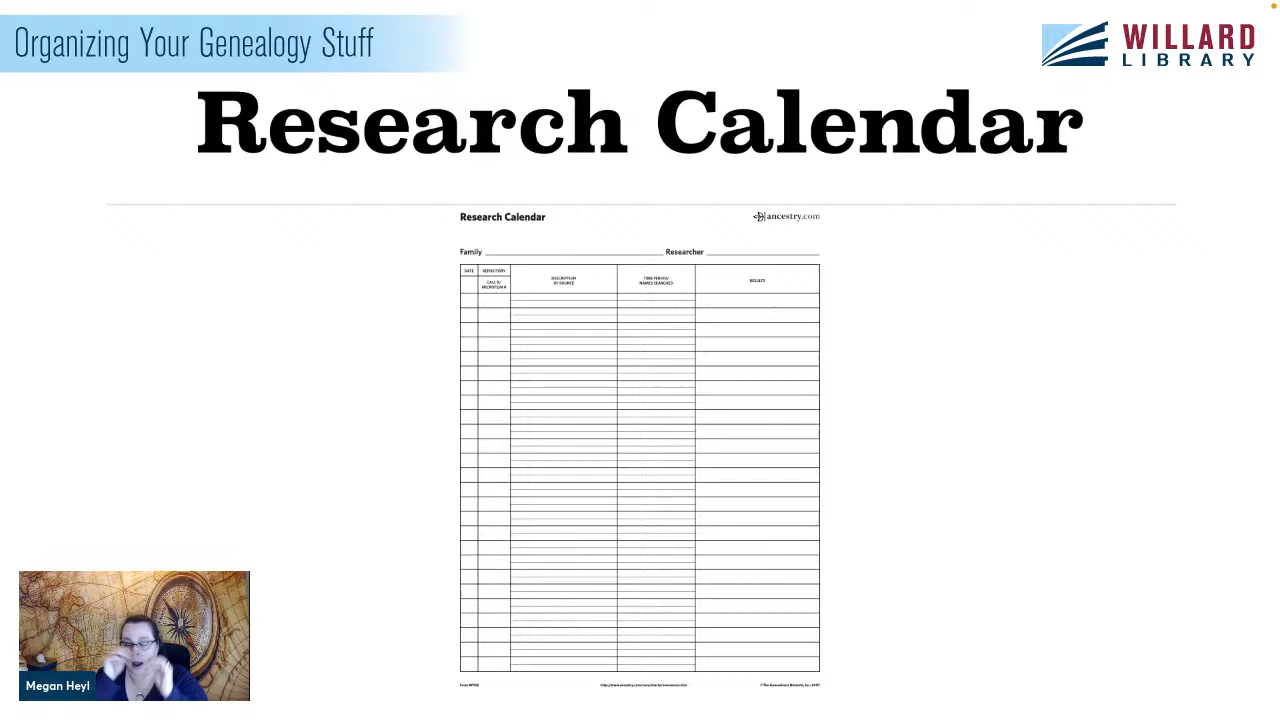 Organizing Your Genealogy Stuff
WILLARD
LIBRARY
Research Calendar
Research Calendar
ancestry.com
Family
Researcher
DATE
REPOSITORY
CALL #/
MICROFILM #
DESCRIPTION
OF SOURCE
TIME PERIOD/
NAMES SEARCHED
RESULTS
Megan Heyl